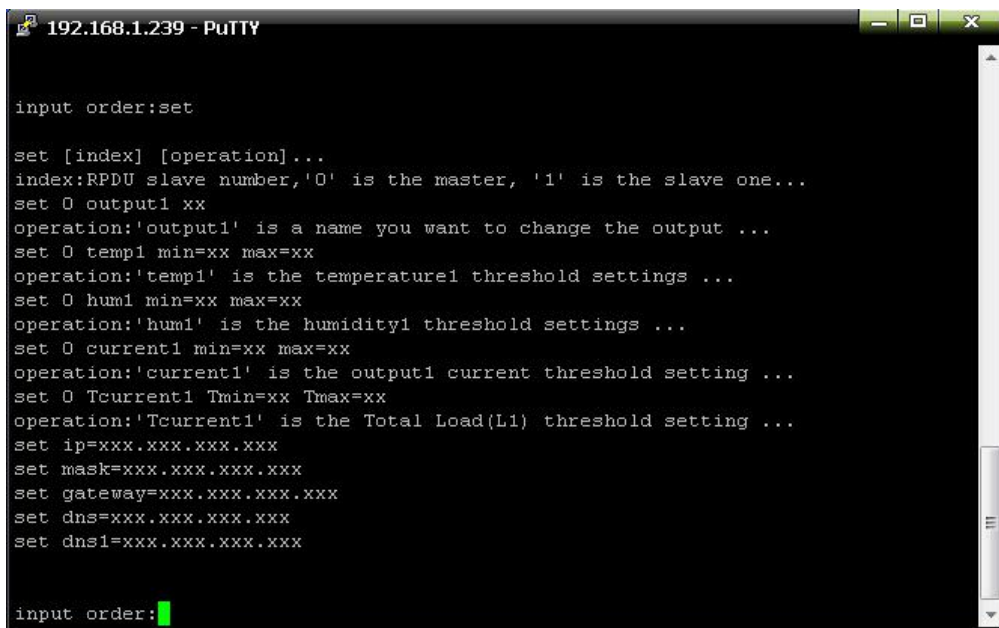 192.168.1.239 - PuTTY
input order:set
set [index] [operation]...
index:RPDU slave number,'0' is the master, '1' is the slave one...
set 0 output1 xx
operation:'output1' is a name you want to change the output ...
set 0 temp1 min=xx max=xx
operation:'temp1' is the temperature1 threshold settings ...
set 0 hum1 min=xx max=xx
operation:'hum1' is the humidity1 threshold settings ...
set 0 current1 min=xx max=xx
operation:'current1' is the output1 current threshold setting ...
set 0 Tcurrent1 Tmin=xx Tmax=xx
operation:'Tcurrent1' is the Total Load(L1) threshold setting ...
set ip=xxx.xxx.xxx.xxx
set mask=xxx.xxx.xxx.xxx
set gateway=xxx.xxx.xxx.xxx
set dns=xxx.xxx.xxx.xxx
set dns1=xxx.xxx.xxx.xxx
input order: